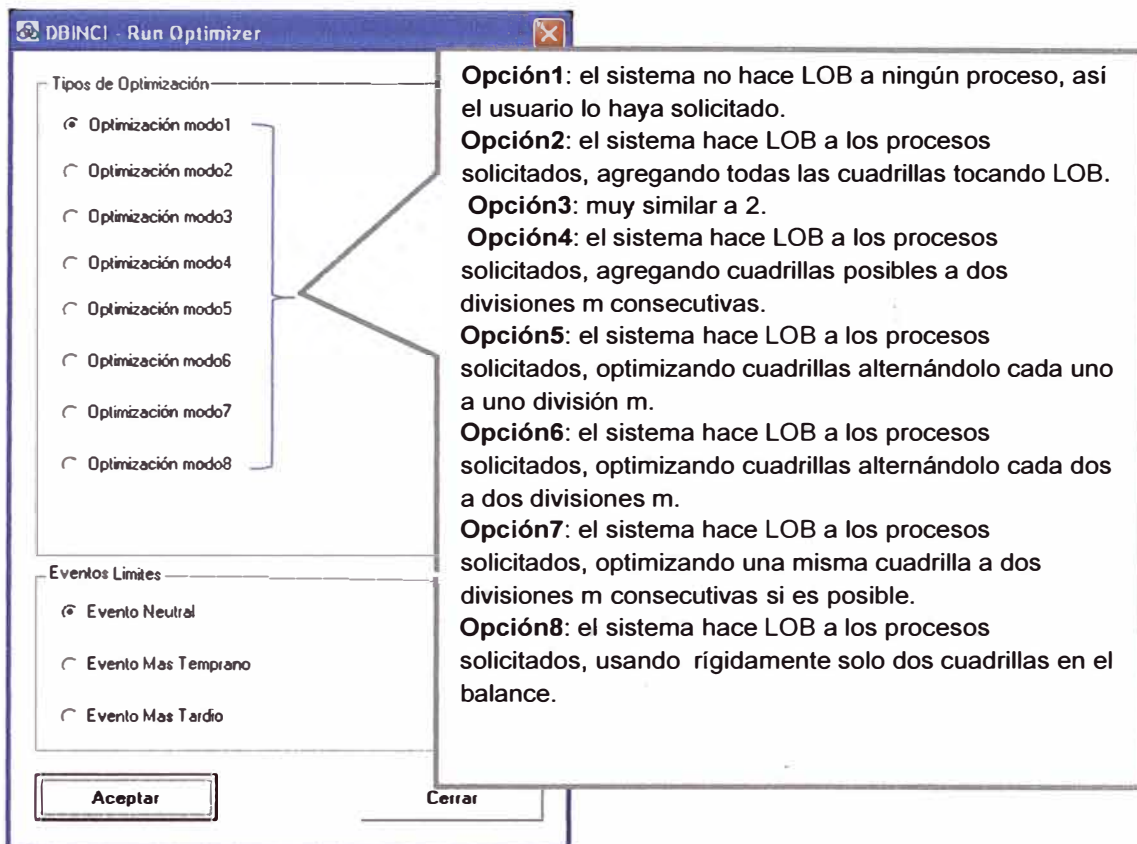 DBINCI - Run Optimizer
Tipos de Optimización
Optimización modo1
Optimización modo2
Optimización modo3
Optimización modo4
Optimización modo5
Optimización modo6
Optimización modo7
Optimización modo8
Eventos Limites
Evento Neutral
Evento Mas Temprano
Evento Mas Tardio
Aceptar
Cerrar
Opción1: el sistema no hace LOB a ningún proceso, así
el usuario lo haya solicitado.
Opción2: el sistema hace LOB a los procesos
solicitados, agregando todas las cuadrillas tocando LOB.
Opción3: muy similar a 2.
Opción4: el sistema hace LOB a los procesos
solicitados, agregando cuadrillas posibles a dos
divisiones m consecutivas.
Opción5: el sistema hace LOB a los procesos
solicitados, optimizando cuadrillas alternándolo cada uno
a uno división m.
Opción6: el sistema hace LOB a los procesos
solicitados, optimizando cuadrillas alternándolo cada dos
a dos divisiones m.
Opción7: el sistema hace LOB a los procesos
solicitados, optimizando una misma cuadrilla a dos
divisiones m consecutivas si es posible.
Opción8: el sistema hace LOB a los procesos
solicitados, usando rígidamente solo dos cuadrillas en el
balance.